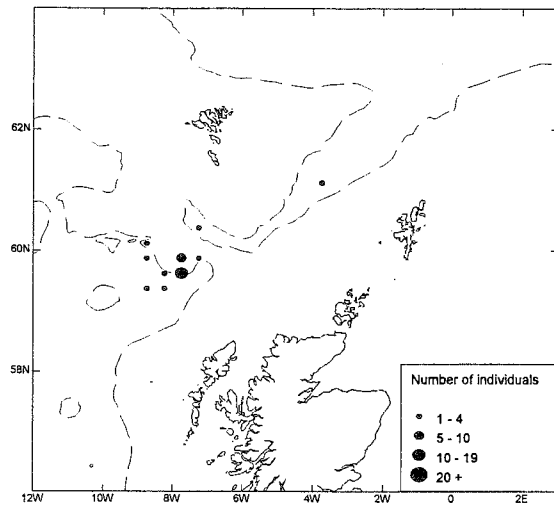 62N
60N
58N
Number of individuals
1 - 4
5 - 10
10 - 19
20 +
12W 10W 8W 6W 4W 2W 0 2E